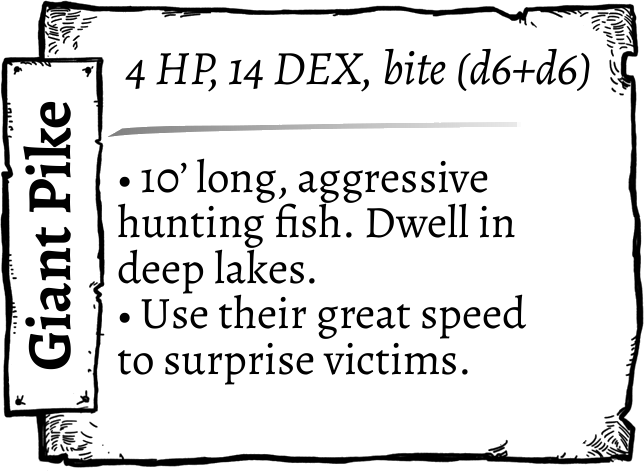 Giant Pike
4 HP, 14 DEX, bite (d6+d6)
• 10’ long, aggressive
hunting fish. Dwell in
deep lakes.
• Use their great speed
to surprise victims.